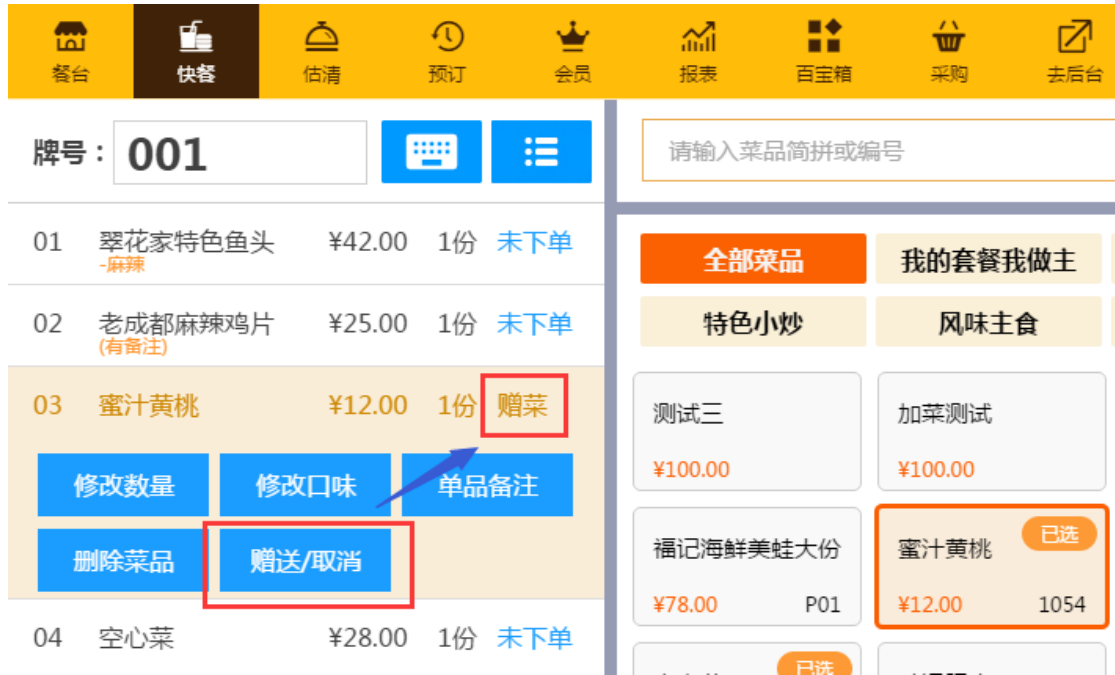 餐台 快餐 估清 预订 会员 报表 百宝箱 采购 去后台
牌号： 001
请输入菜品简拼或编号
01 翠花家特色鱼头 ¥42.00 1份 未下单
-麻辣
02 老成都麻辣鸡片 ¥25.00 1份 未下单
(有备注)
03 蜜汁黄桃 ¥12.00 1份 赠菜
修改数量 修改口味 单品备注
删除菜品 赠送/取消
04 空心菜 ¥28.00 1份 未下单
全部菜品 我的套餐我做主
特色小炒 风味主食
测试三
¥100.00
加菜测试
¥100.00
福记海鲜美蛙大份
¥78.00 P01
已选
蜜汁黄桃
¥12.00 1054
已选